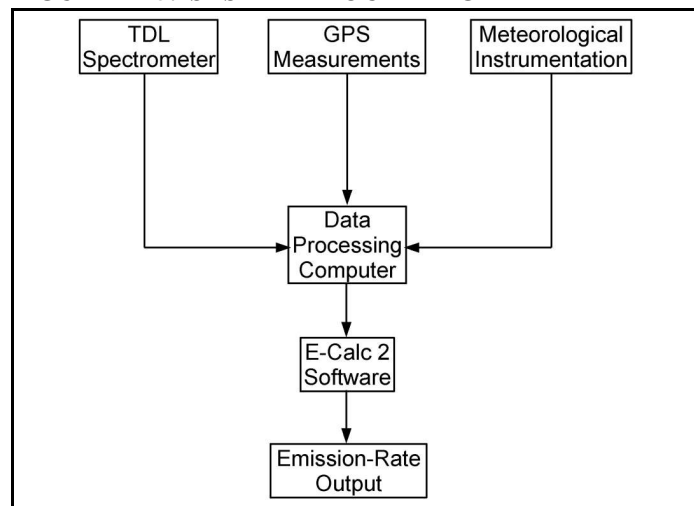 TDL
Spectrometer
GPS
Measurements
Meteorological
Instrumentation
Data
Processing
Computer
E-Calc 2
Software
Emission-Rate
Output